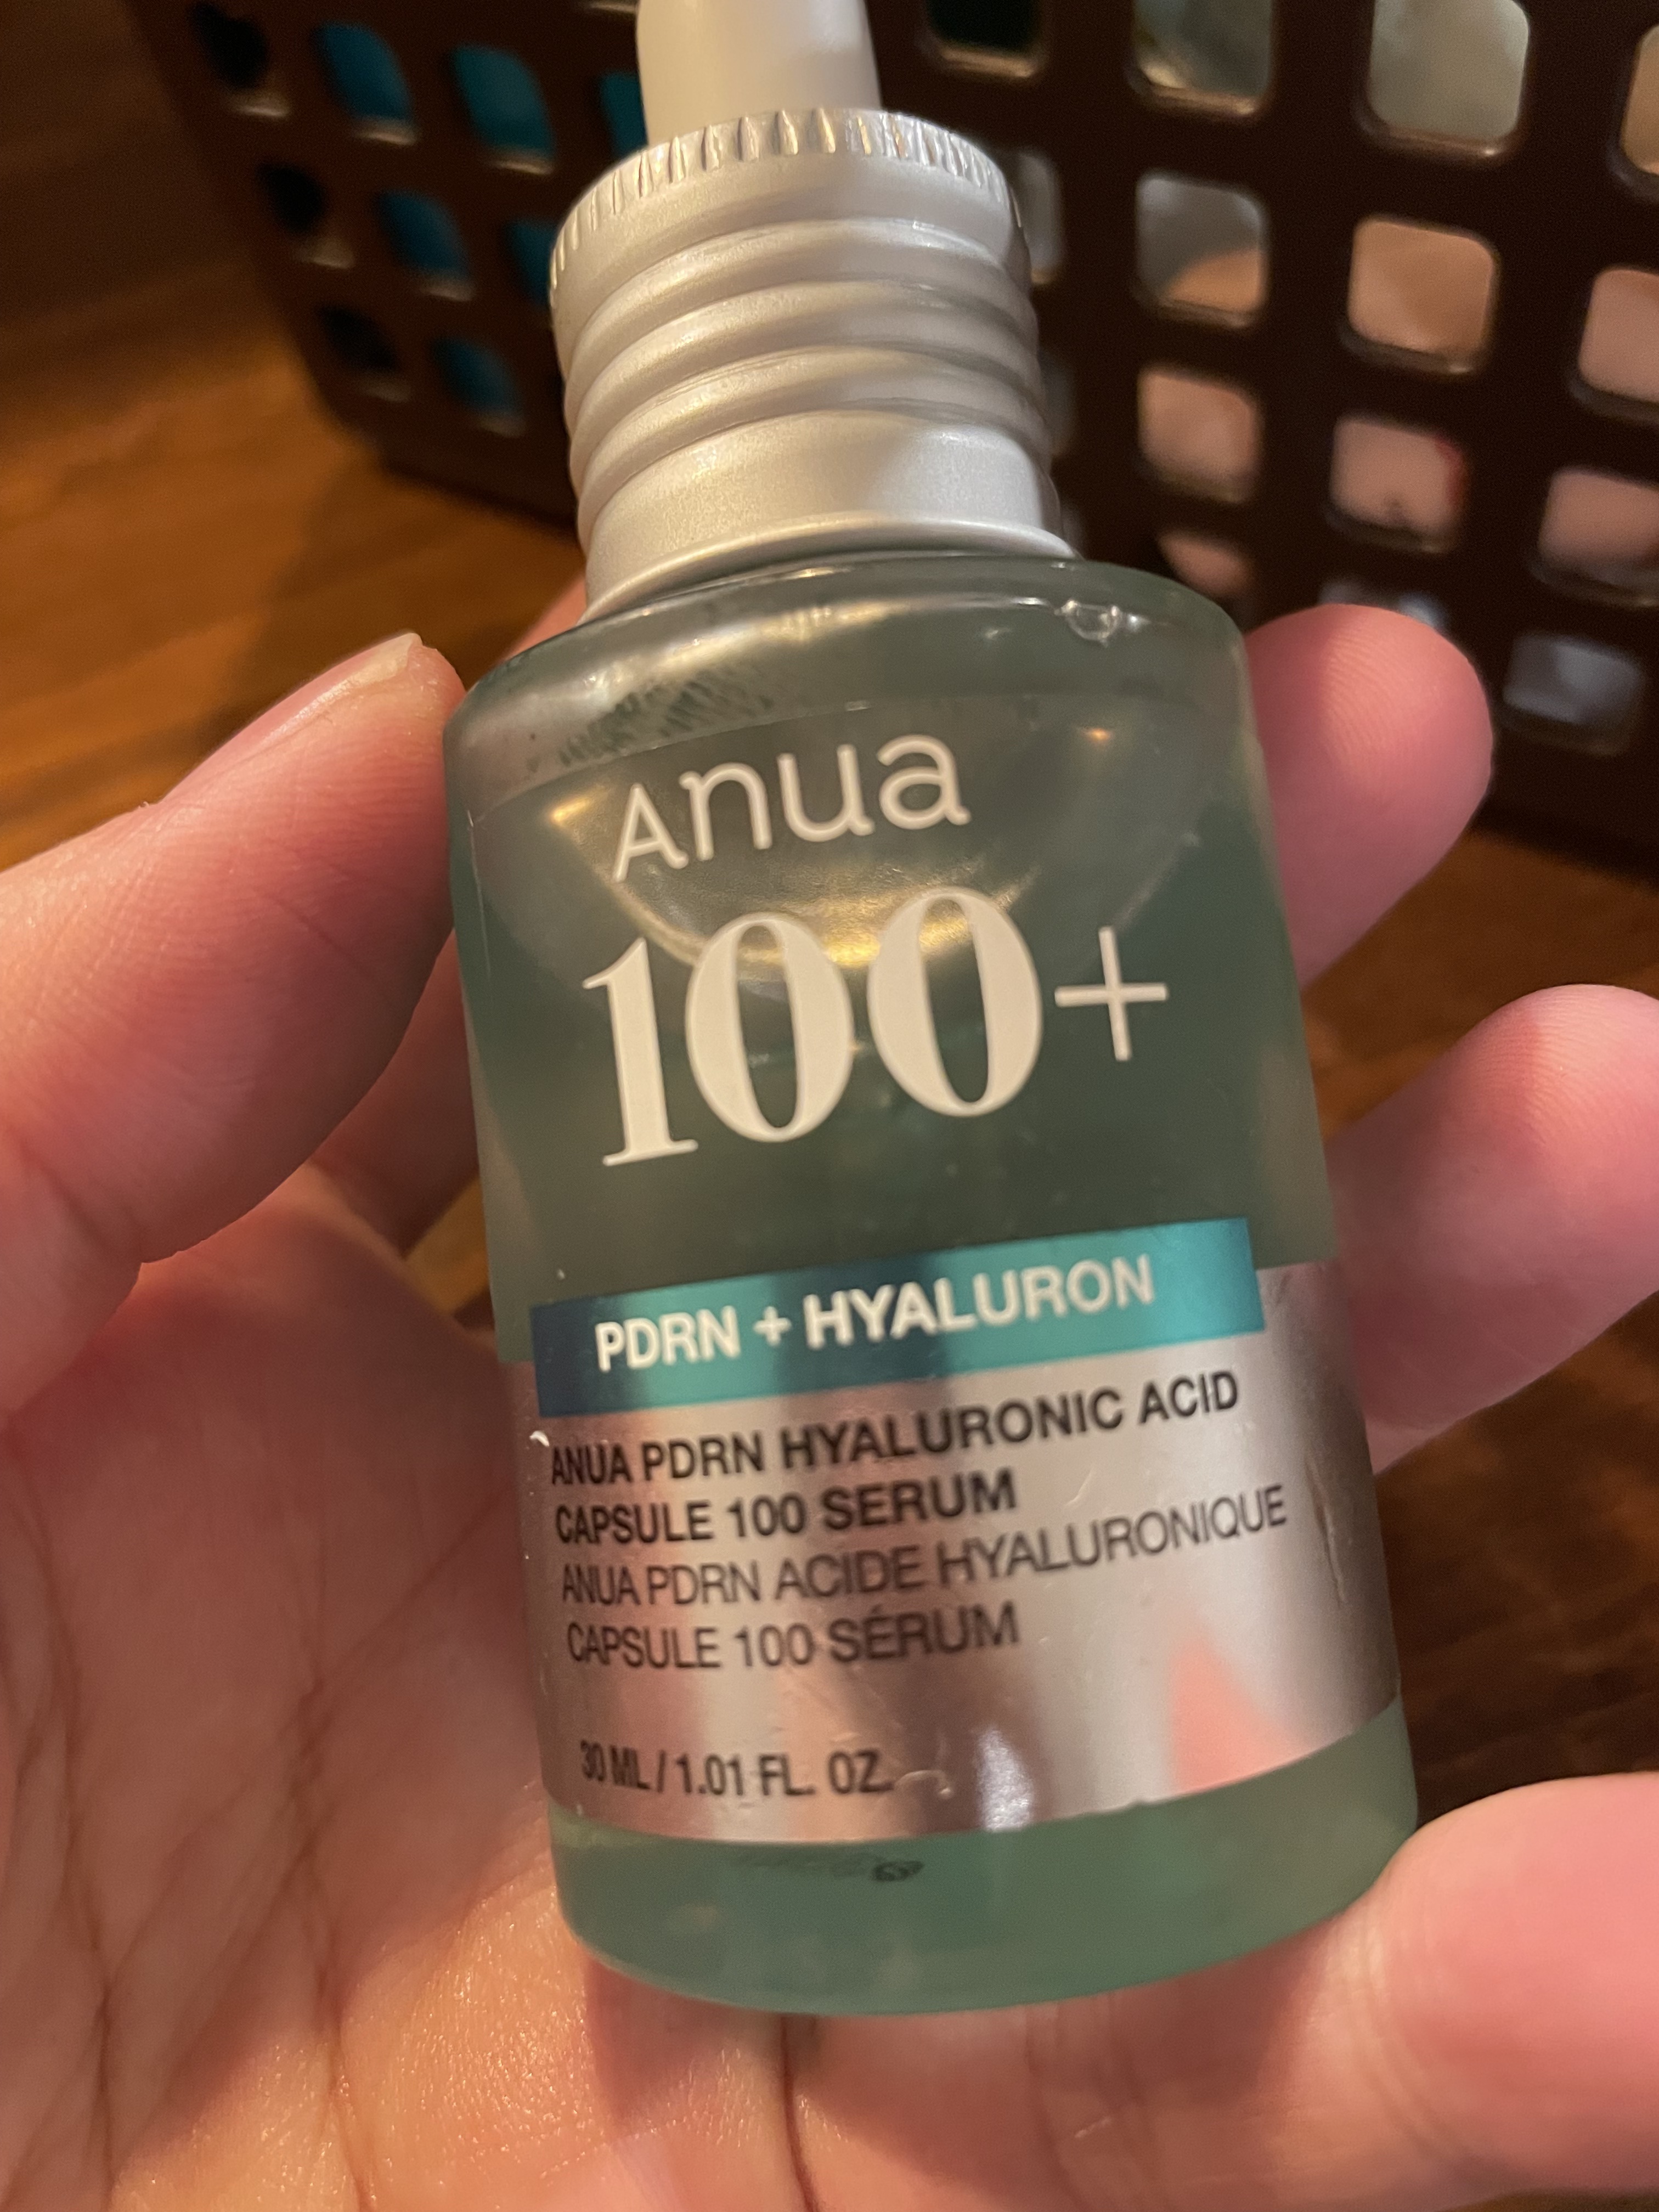 Anua
100+
PDRN + HYALURON
ANUA PDRN HYALURONIC ACID
CAPSULE 100 SERUM
ANUA PDRN ACIDE HYALURONIQUE
CAPSULE 100 SÉRUM
30 ML / 1.01 FL. OZ.